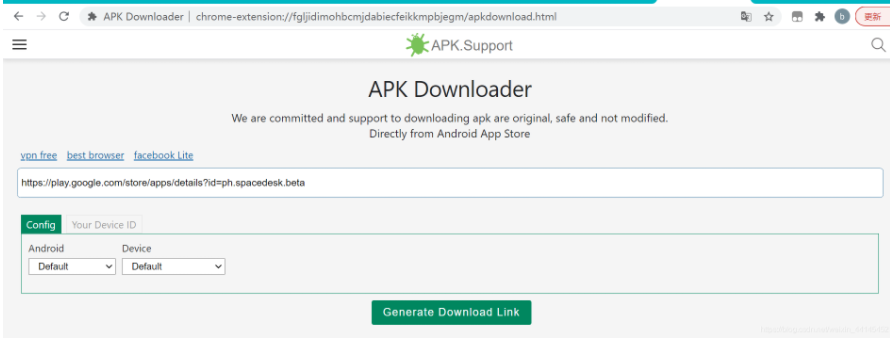 APK Downloader | chrome-extension://fgljidimohbcmjdabiecfeikkmpbjegm/apkdownload.html
b
更新
APK.Support
APK Downloader
We are committed and support to downloading apk are original, safe and not modified.
Directly from Android App Store
vpn free best browser facebook Lite
https://play.google.com/store/apps/details?id=ph.spacedesk.beta
Config Your Device ID
Android Device
Default Default
Generate Download Link